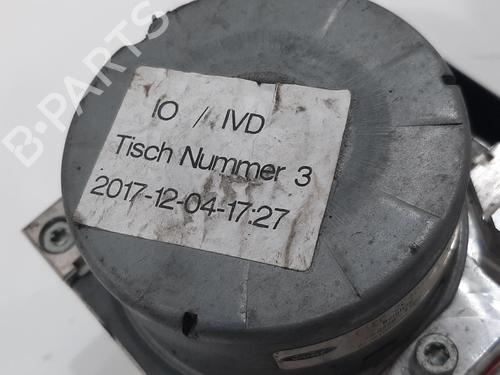 B-PARTS
IO / IVD
Tisch Nummer 3
2017-12-04-17:27